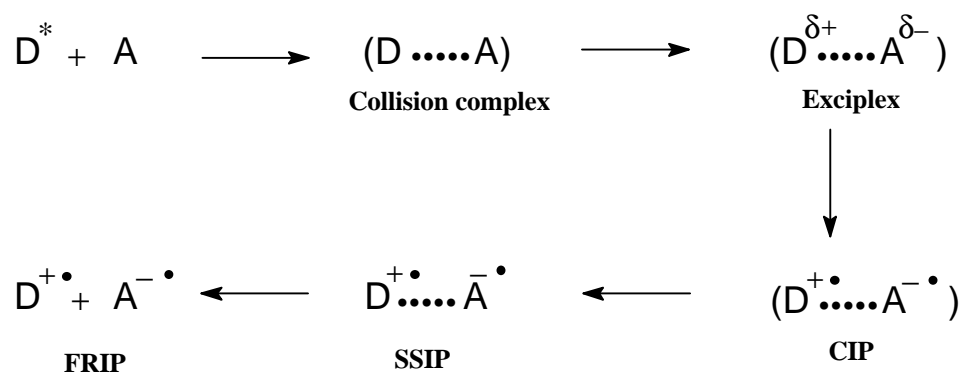 D* + A (D ••••• A) (Dδ+ ••••• Aδ−)
Collision complex Exciplex
D+• + A−• D+• ••••• A−• (D+• ••••• A−•)
FRIP SSIP CIP